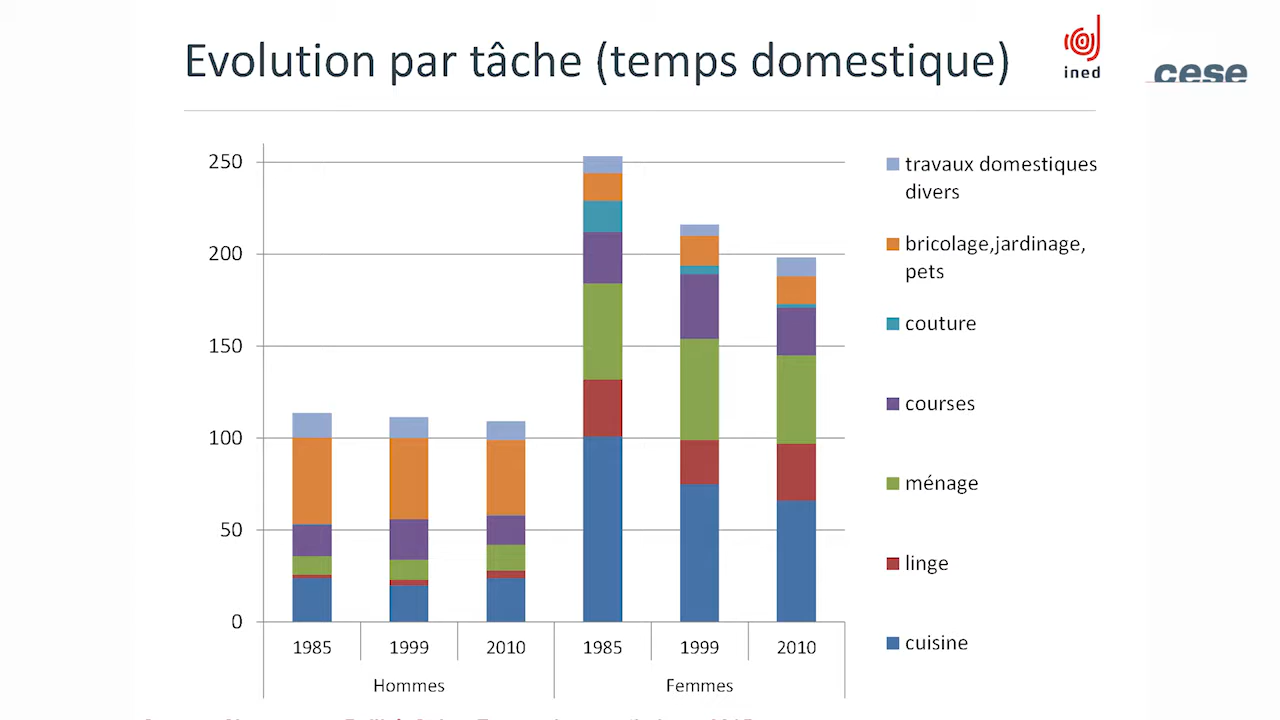 Evolution par tâche (temps domestique)
ined
cese
250
200
150
100
50
0
1985
1999
2010
1985
1999
2010
Hommes
Femmes
travaux domestiques
divers
bricolage,jardinage,
pets
couture
courses
ménage
linge
cuisine